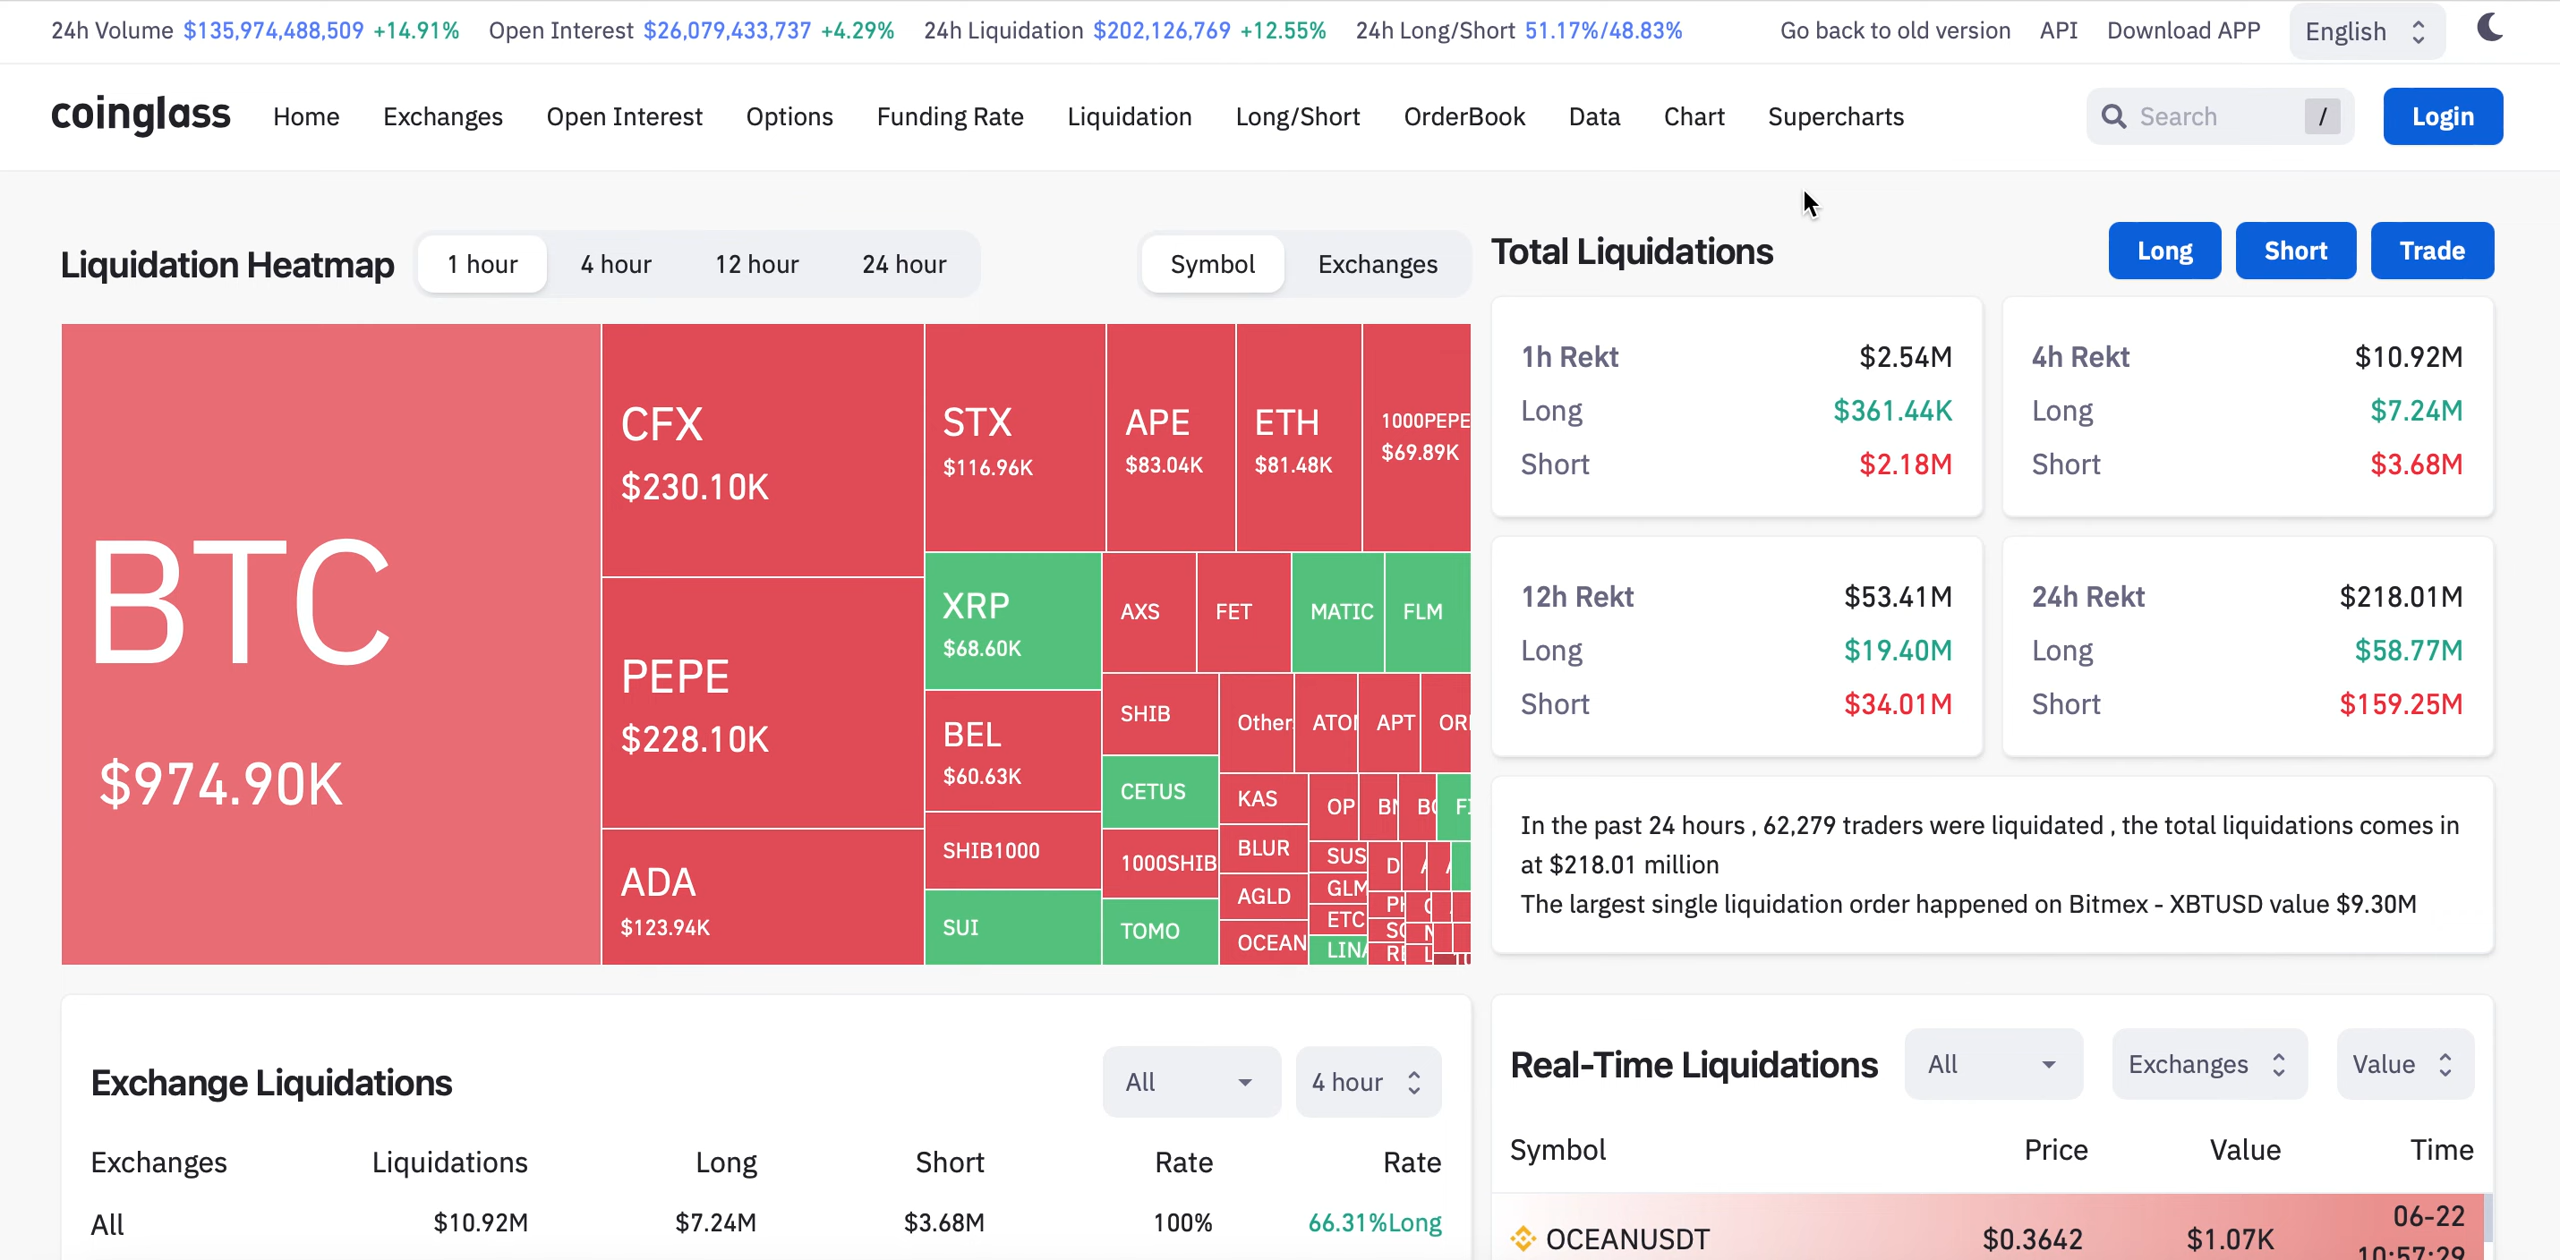 24h Volume $135,974,488,509 +14.91% Open Interest $26,079,433,737 +4.29% 24h Liquidation $202,126,769 +12.55% 24h Long/Short 51.17%/48.83% Go back to old version API Download APP English
coinglass Home Exchanges Open Interest Options Funding Rate Liquidation Long/Short OrderBook Data Chart Supercharts Search / Login
Liquidation Heatmap 1 hour 4 hour 12 hour 24 hour Symbol Exchanges
BTC
$974.90K
CFX
$230.10K
PEPE
$228.10K
ADA
$123.94K
STX
$116.96K
APE
$83.04K
ETH
$81.48K
1000PEPE
$69.89K
XRP
$68.60K
BEL
$60.63K
SHIB1000
SUI
AXS
FET
MATIC
FLM
SHIB
CETUS
1000SHIB
TOMO
Other
ATO
APT
OR
KAS
BLUR
AGLD
OCEAN
OP
B
B
F
SUS
GLM
ETC
LIN
D
P
S
R
Total Liquidations Long Short Trade
1h Rekt $2.54M
Long $361.44K
Short $2.18M
4h Rekt $10.92M
Long $7.24M
Short $3.68M
12h Rekt $53.41M
Long $19.40M
Short $34.01M
24h Rekt $218.01M
Long $58.77M
Short $159.25M
In the past 24 hours , 62,279 traders were liquidated , the total liquidations comes in
at $218.01 million
The largest single liquidation order happened on Bitmex - XBTUSD value $9.30M
Exchange Liquidations All 4 hour
Exchanges Liquidations Long Short Rate Rate
All $10.92M $7.24M $3.68M 100% 66.31%Long
Real-Time Liquidations All Exchanges Value
Symbol Price Value Time
OCEANUSDT $0.3642 $1.07K 06-22
10:57:29